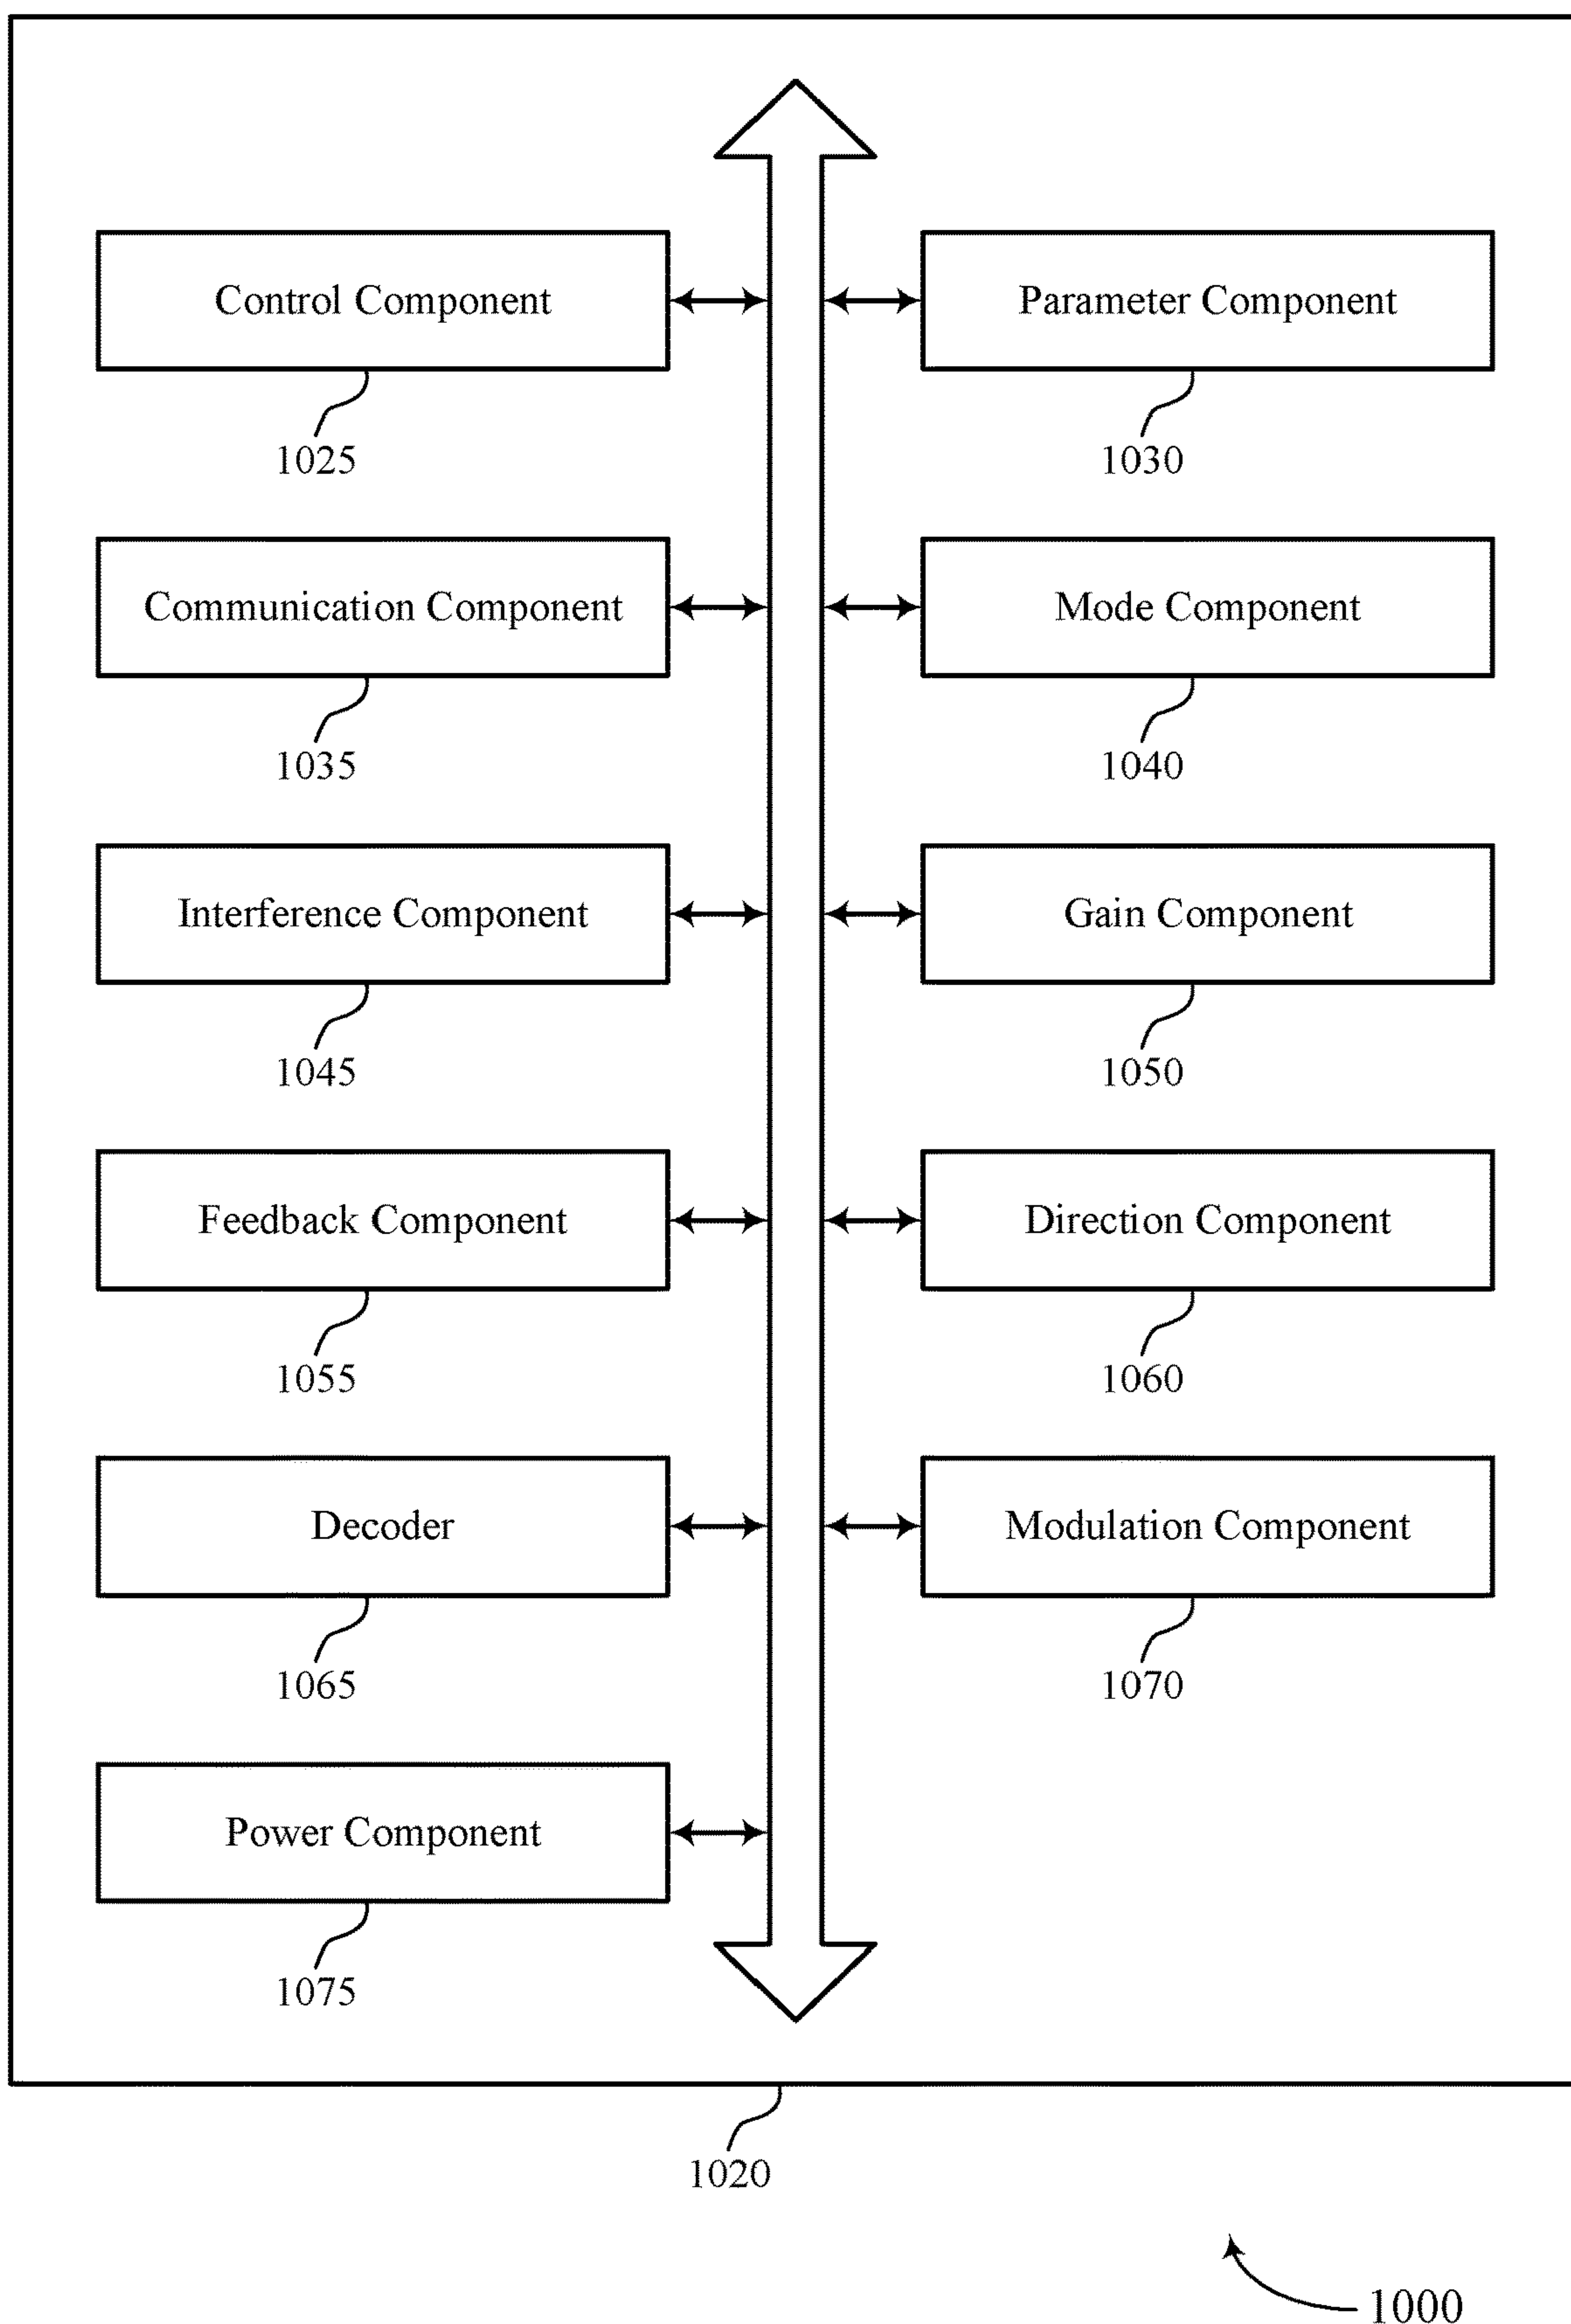 Control Component
Parameter Component
1025
1030
Communication Component
Mode Component
1035
1040
Interference Component
Gain Component
1045
1050
Feedback Component
Direction Component
1055
1060
Decoder
Modulation Component
1065
1070
Power Component
1075
1020
1000